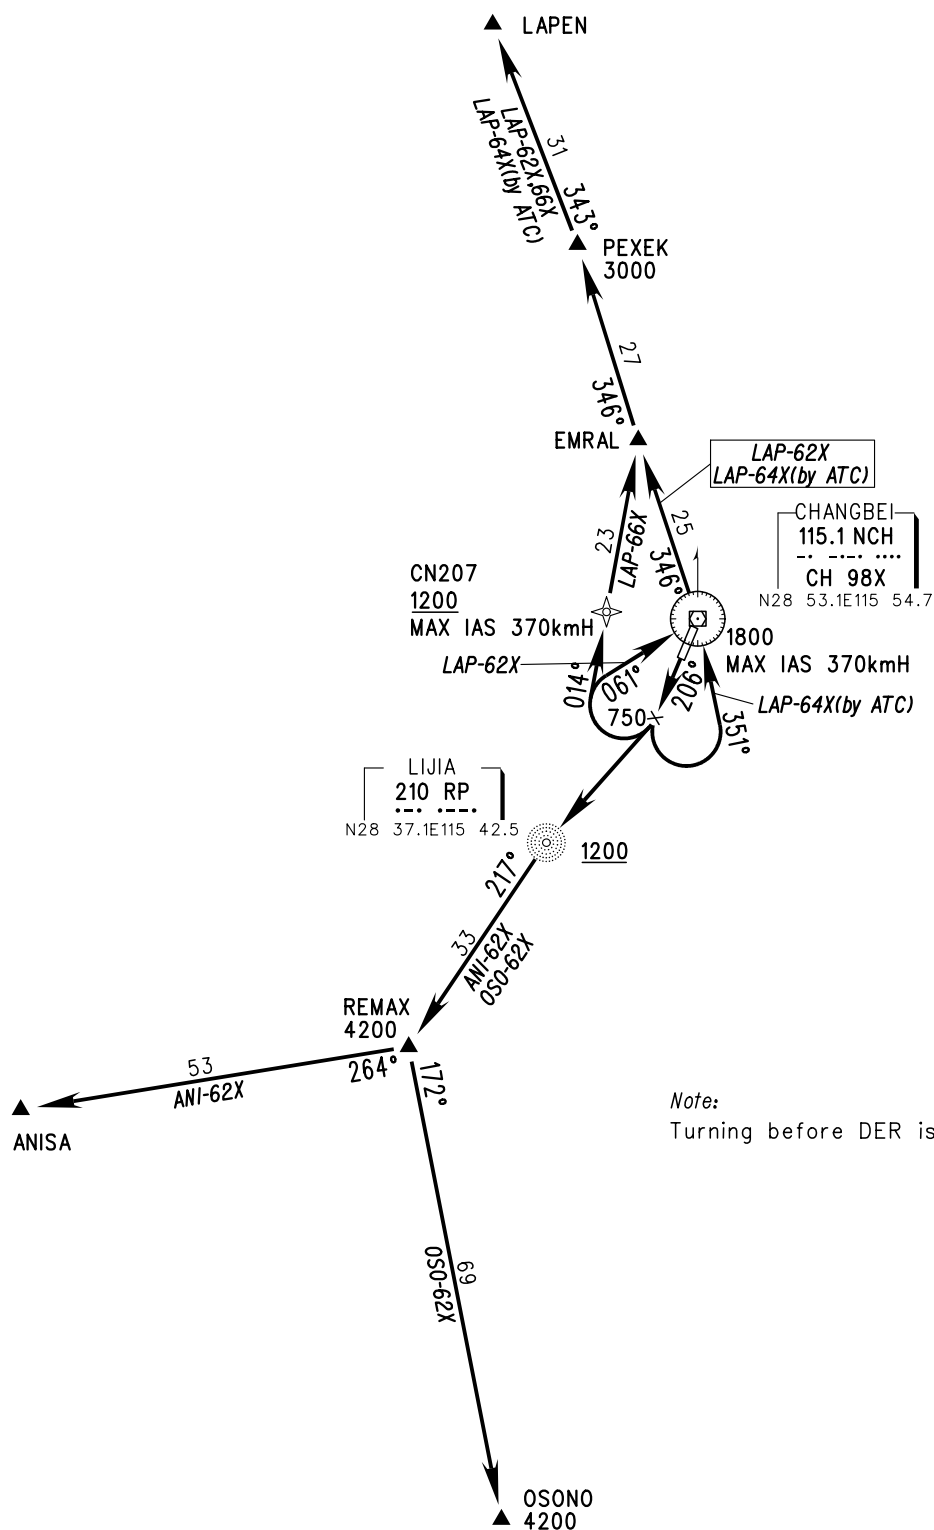 LAPEN
31
LAP-62X,66X
LAP-64X(by ATC)
343°
PEXEK
3000
27
346°
EMRAL
LAP-62X
LAP-64X(by ATC)
25
346°
23
LAP-66X
CHANGBEI
115.1 NCH
CH 98X
N28 53.1E115 54.7
CN207
1200
MAX IAS 370kmH
1800
MAX IAS 370kmH
LAP-62X
014°
061°
206°
750
351°
LAP-64X(by ATC)
LIJIA
210 RP
N28 37.1E115 42.5
1200
217°
33
ANI-62X
OSO-62X
REMAX
4200
53
ANI-62X
264°
172°
ANISA
Note:
Turning before DER is
69
OSO-62X
OSONO
4200